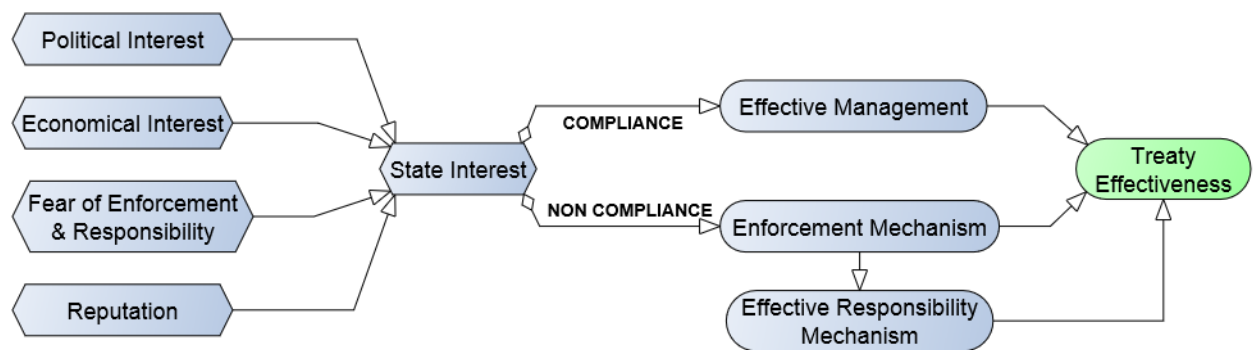 Political Interest
Economical Interest
Fear of Enforcement
& Responsibility
Reputation
State Interest
COMPLIANCE
NON COMPLIANCE
Effective Management
Enforcement Mechanism
Effective Responsibility
Mechanism
Treaty
Effectiveness